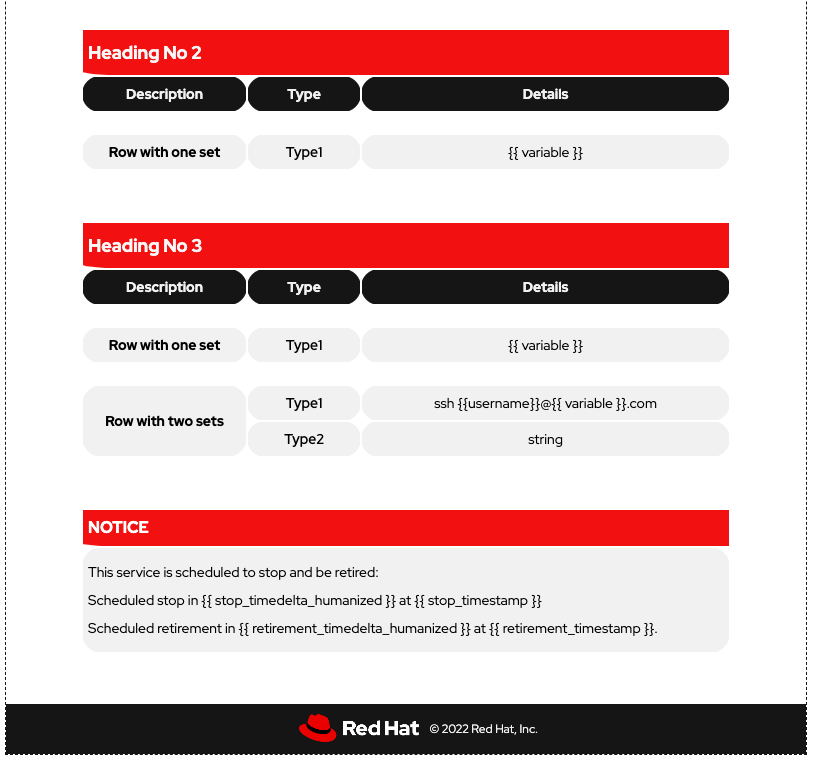 Heading No 2
Description Type Details
Row with one set Type1 {{ variable }}
Heading No 3
Description Type Details
Row with one set Type1 {{ variable }}
Row with two sets Type1 ssh {{username}}@{{ variable }}.com
Type2 string
NOTICE
This service is scheduled to stop and be retired:
Scheduled stop in {{ stop_timedelta_humanized }} at {{ stop_timestamp }}
Scheduled retirement in {{ retirement_timedelta_humanized }} at {{ retirement_timestamp }}.
Red Hat © 2022 Red Hat, Inc.